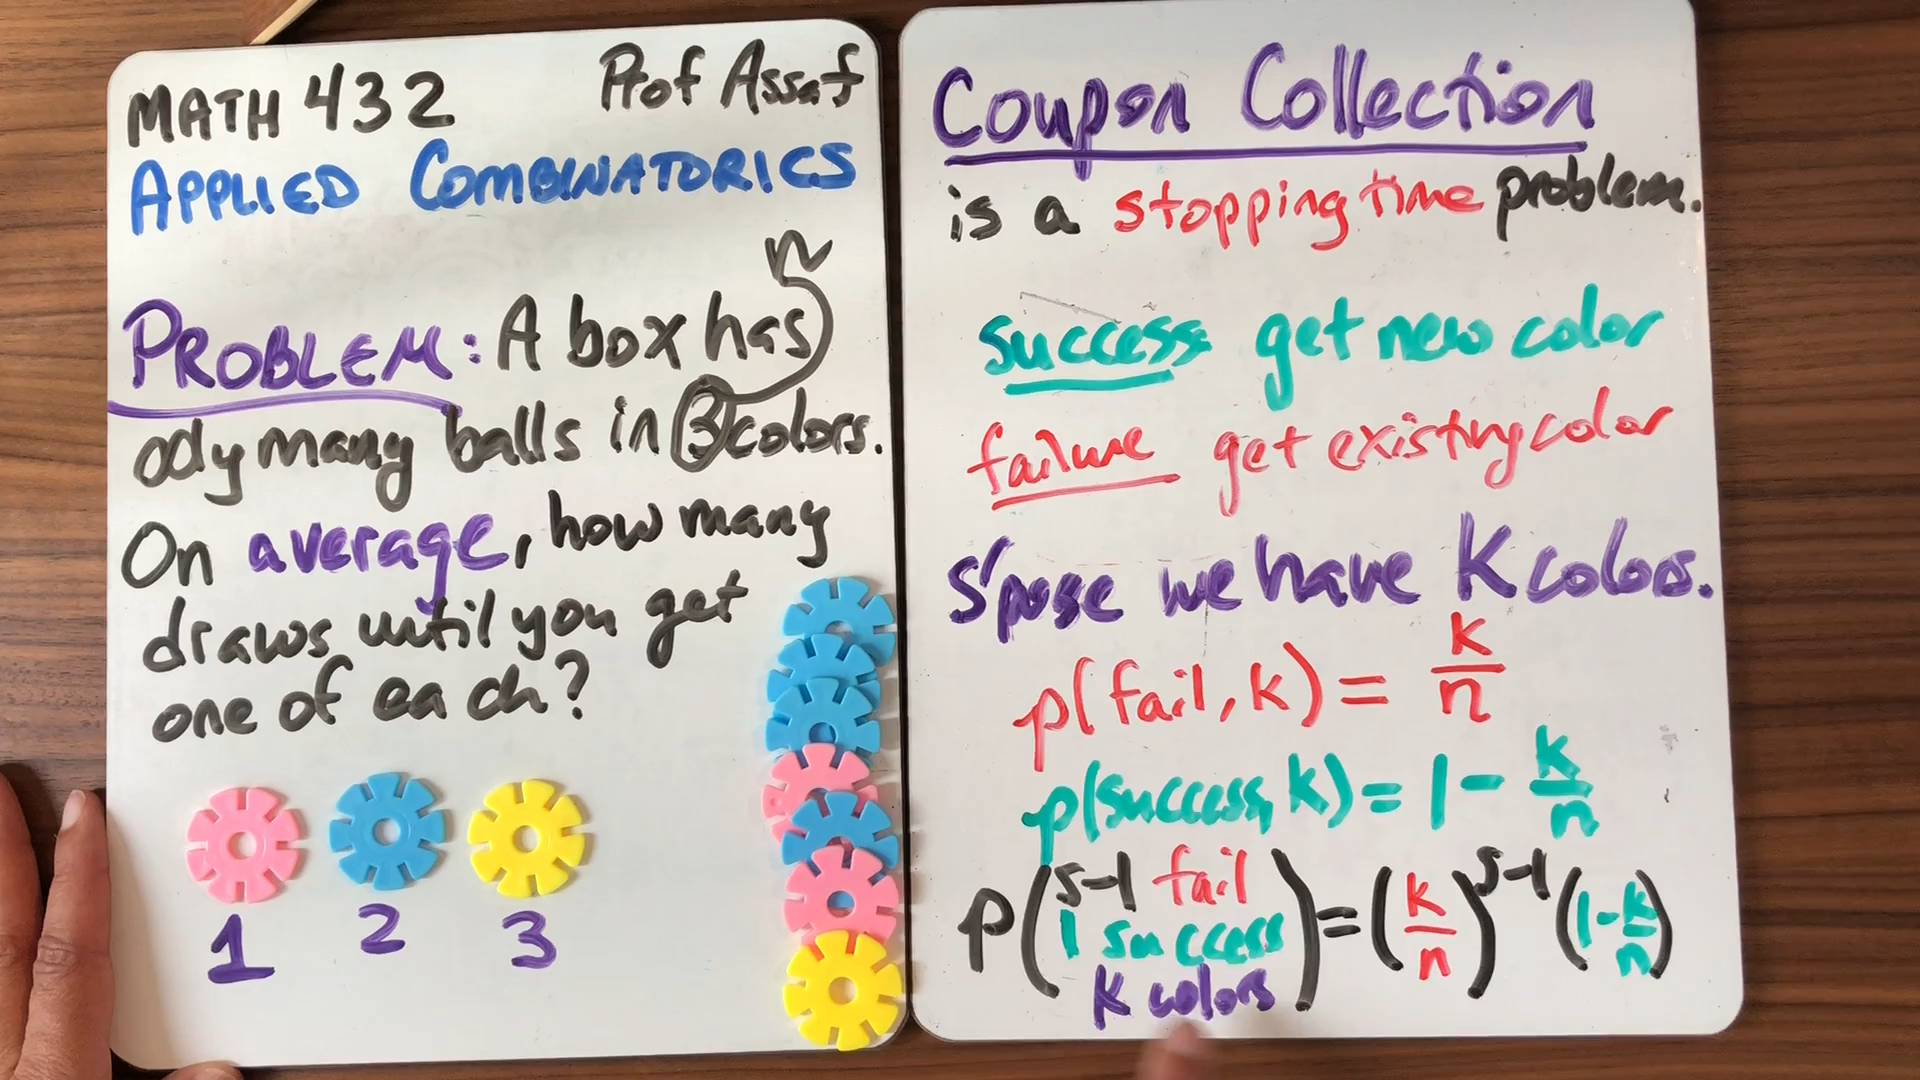 MATH 432 Prof Assaf
APPLIED COMBINATORICS
n
PROBLEM: A box has
∞ly many balls in 3 colors.
On average, how many
draws until you get
one of each?
1 2 3
Coupon Collection
is a stopping time problem.
success get new color
failure get existing color
S'pose we have K colors.
p(fail, k) = k/n
p(success, k) = 1 - k/n
P(s-1 fail
1 success
K colors) = (k/n)^s-1 (1-k/n)